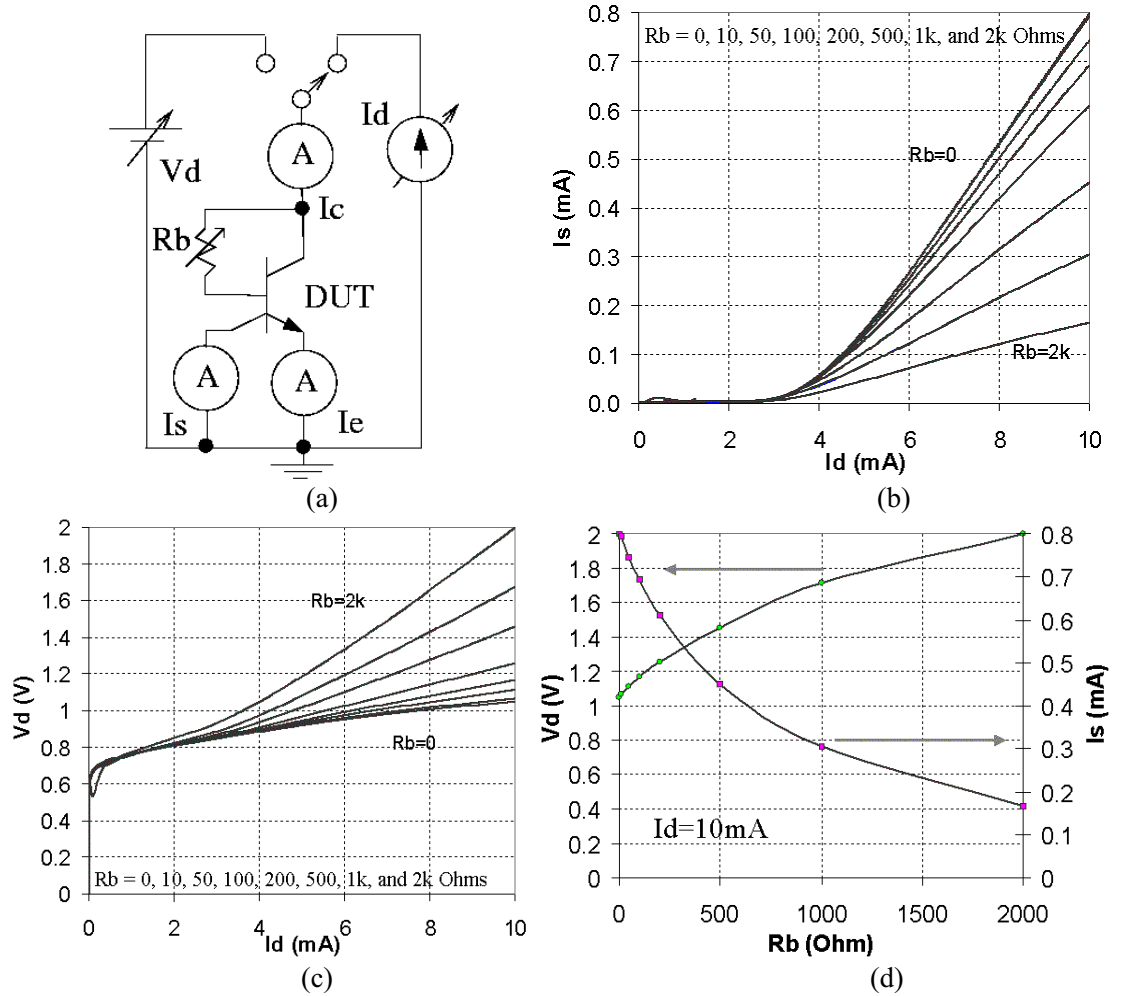 (a)
Vd
Id
A
Ic
Rb
DUT
A
A
Is
Ie
(b)
Rb = 0, 10, 50, 100, 200, 500, 1k, and 2k Ohms
Rb=0
Rb=2k
Is (mA)
0.8
0.7
0.6
0.5
0.4
0.3
0.2
0.1
0.0
0 2 4 6 8 10
Id (mA)
(c)
Vd (V)
2
1.8
1.6
1.4
1.2
1
0.8
0.6
0.4
0.2
0
Rb=2k
Rb=0
Rb = 0, 10, 50, 100, 200, 500, 1k, and 2k Ohms
0 2 4 6 8 10
Id (mA)
(d)
Vd (V)
2
1.8
1.6
1.4
1.2
1
0.8
0.6
0.4
0.2
0
Id=10mA
0.8
0.7
0.6
0.5
0.4
0.3
0.2
0.1
0
Is (mA)
0 500 1000 1500 2000
Rb (Ohm)